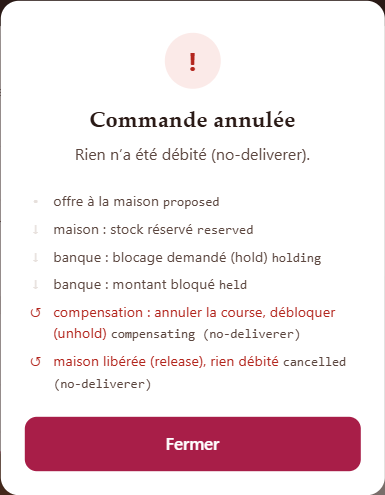 !
Commande annulée
Rien n'a été débité (no-deliverer).
offre à la maison proposed
maison : stock réservé reserved
banque : blocage demandé (hold) holding
banque : montant bloqué held
compensation : annuler la course, débloquer
(unhold) compensating (no-deliverer)
maison libérée (release), rien débité cancelled
(no-deliverer)
Fermer